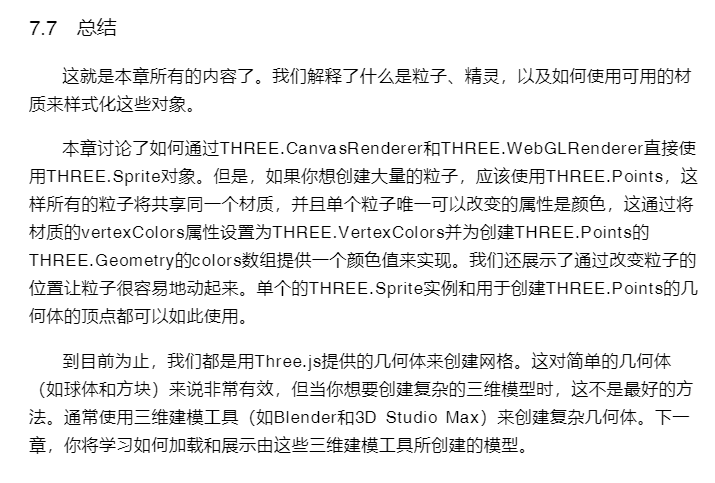 7.7 总结
这就是本章所有的内容了。我们解释了什么是粒子、精灵，以及如何使用可用的材
质来样式化这些对象。
本章讨论了如何通过THREE.CanvasRenderer和THREE.WebGLRenderer直接使
用THREE.Sprite对象。但是，如果你想创建大量的粒子，应该使用THREE.Points，这
样所有的粒子将共享同一个材质，并且单个粒子唯一可以改变的属性是颜色，这通过将
材质的vertexColors属性设置为THREE.VertexColors并为创建THREE.Points的
THREE.Geometry的colors数组提供一个颜色值来实现。我们还展示了通过改变粒子的
位置让粒子很容易地动起来。单个的THREE.Sprite实例和用于创建THREE.Points的几
何体的顶点都可以如此使用。
到目前为止，我们都是用Three.js提供的几何体来创建网格。这对简单的几何体
（如球体和方块）来说非常有效，但当你想要创建复杂的三维模型时，这不是最好的方
法。通常使用三维建模工具（如Blender和3D Studio Max）来创建复杂几何体。下一
章，你将学习如何加载和展示由这些三维建模工具所创建的模型。